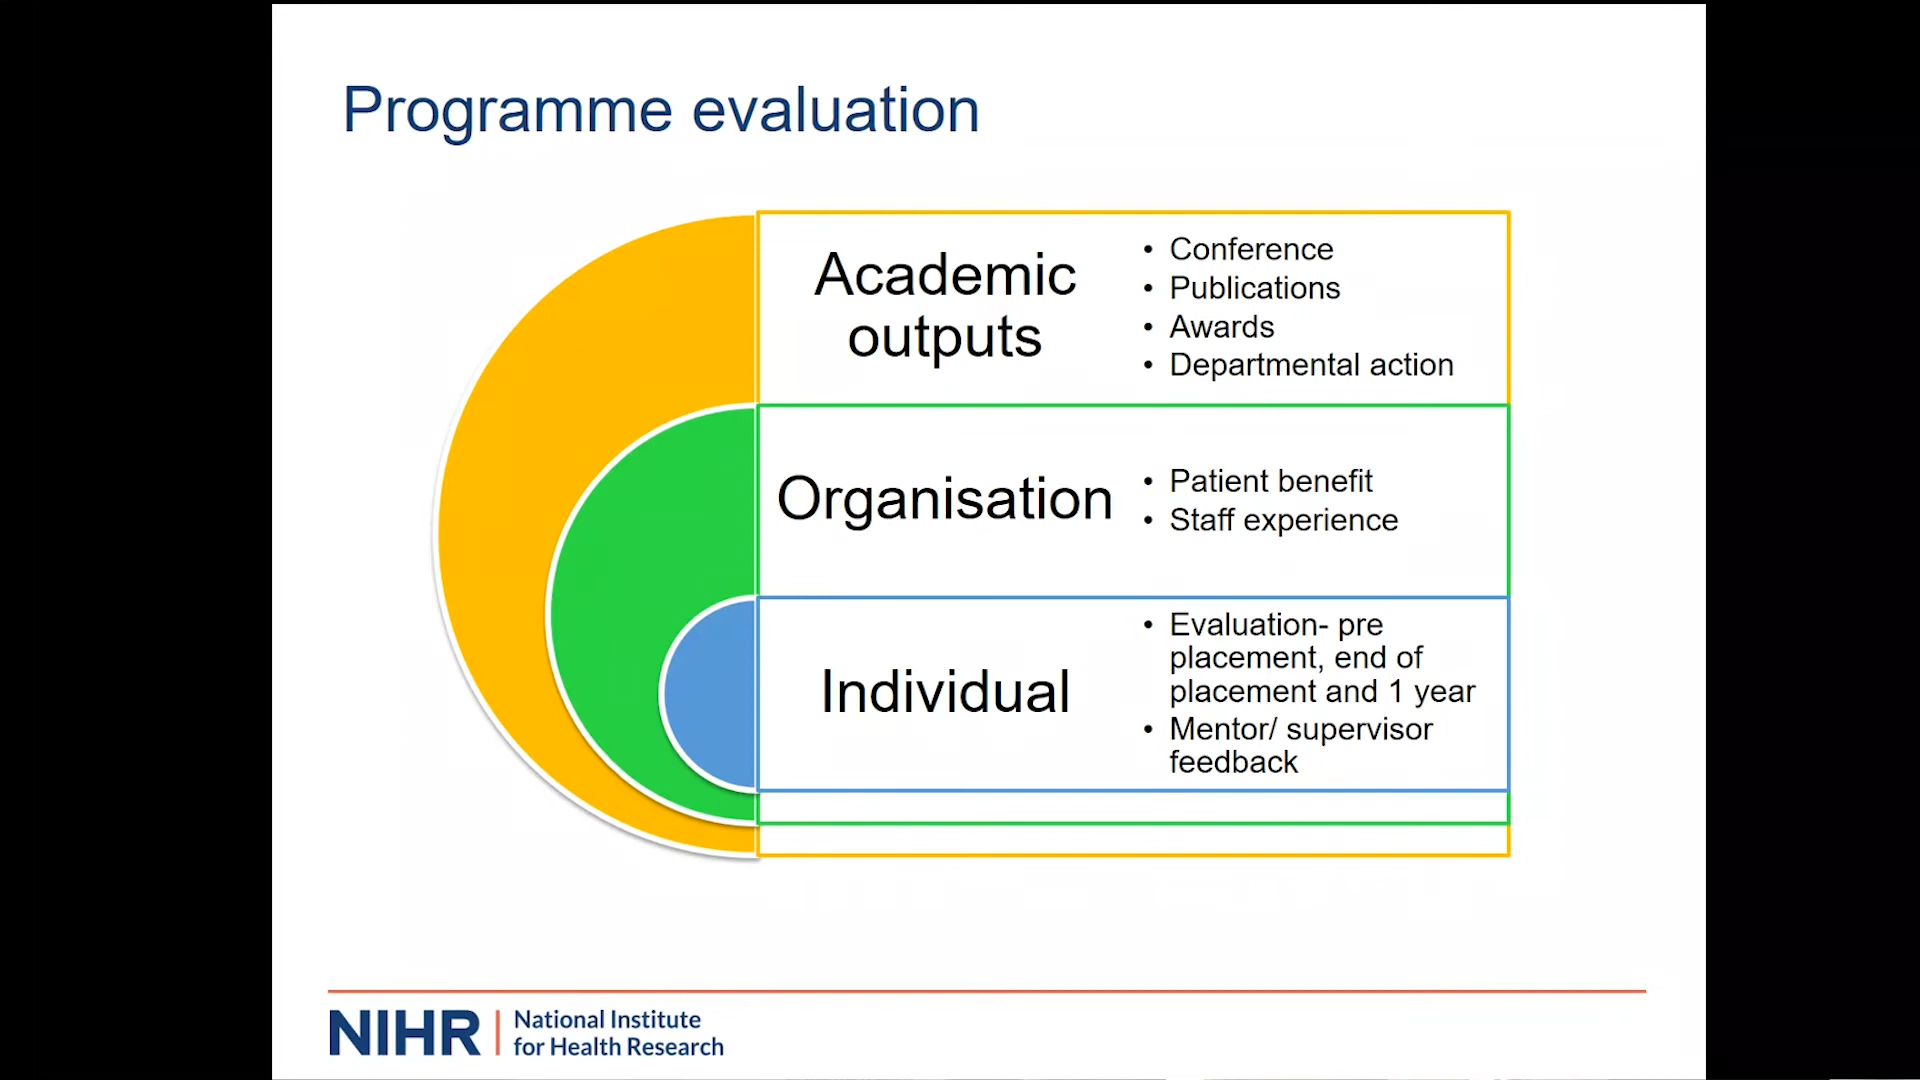 Programme evaluation
Academic
outputs
• Conference
• Publications
• Awards
• Departmental action
Organisation
• Patient benefit
• Staff experience
Individual
• Evaluation- pre
placement, end of
placement and 1 year
• Mentor/ supervisor
feedback
NIHR
National Institute
for Health Research